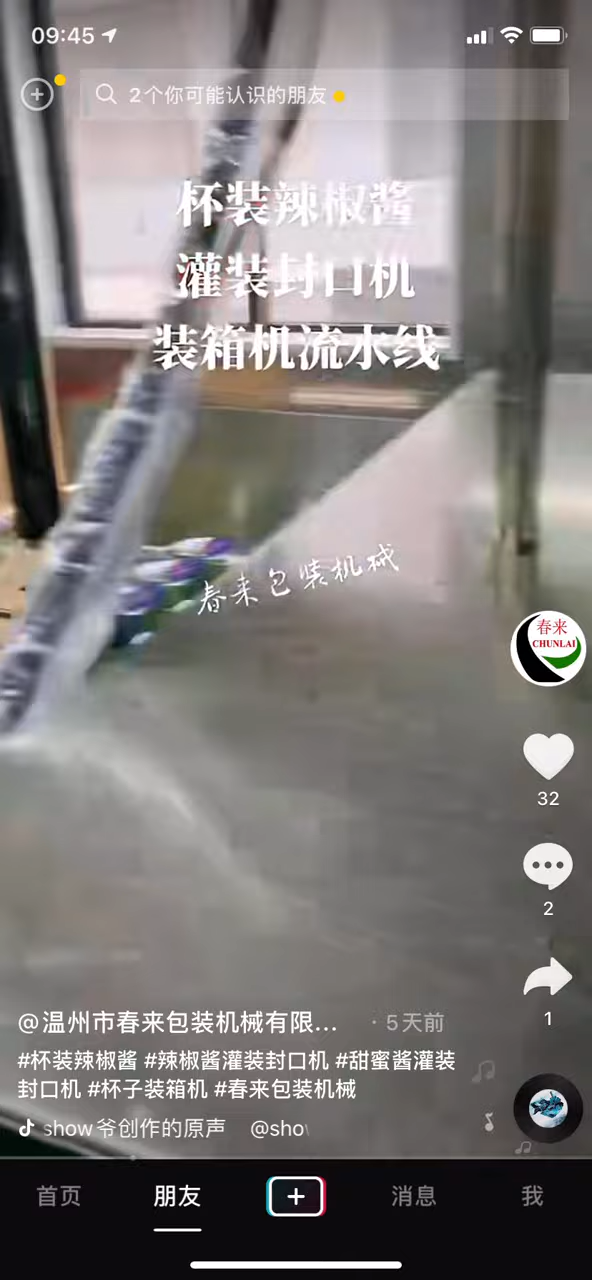 09:45
2个你可能认识的朋友
杯装辣椒酱
灌装封口机
装箱机流水线
春来包装机械
春来
CHUNLAI
32
2
1
@温州市春来包装机械有限... · 5天前
#杯装辣椒酱 #辣椒酱灌装封口机 #甜蜜酱灌装
封口机 #杯子装箱机 #春来包装机械
show爷创作的原声 @sho
首页 朋友 消息 我